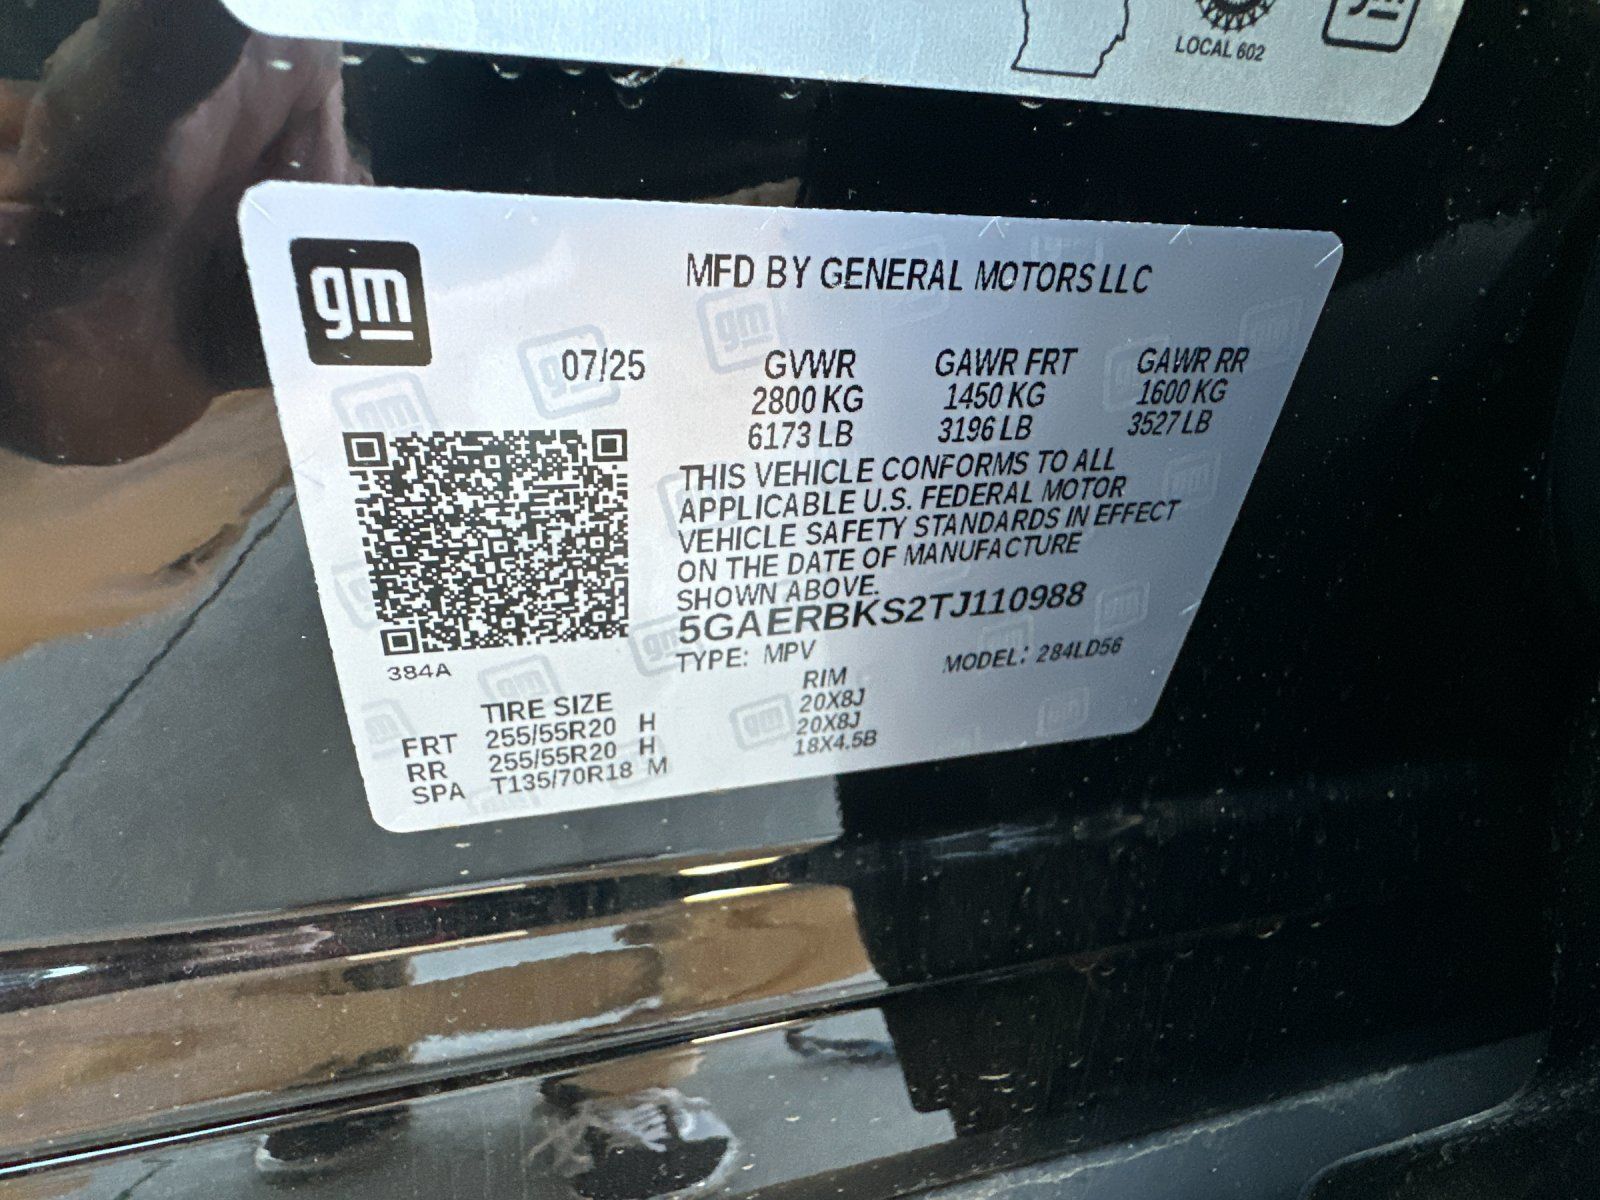 LOCAL 602
gm
gm
MFD BY GENERAL MOTORS LLC
07/25 GVWR GAWR FRT GAWR RR
2800 KG 1450 KG 1600 KG
6173 LB 3196 LB 3527 LB
THIS VEHICLE CONFORMS TO ALL
APPLICABLE U.S. FEDERAL MOTOR
VEHICLE SAFETY STANDARDS IN EFFECT
ON THE DATE OF MANUFACTURE
SHOWN ABOVE.
5GAERBKS2TJ110988
TYPE: MPV MODEL: 284LD56
384A
TIRE SIZE RIM
FRT 255/55R20 H 20X8J
RR 255/55R20 H 20X8J
SPA T135/70R18 M 18X4.5B